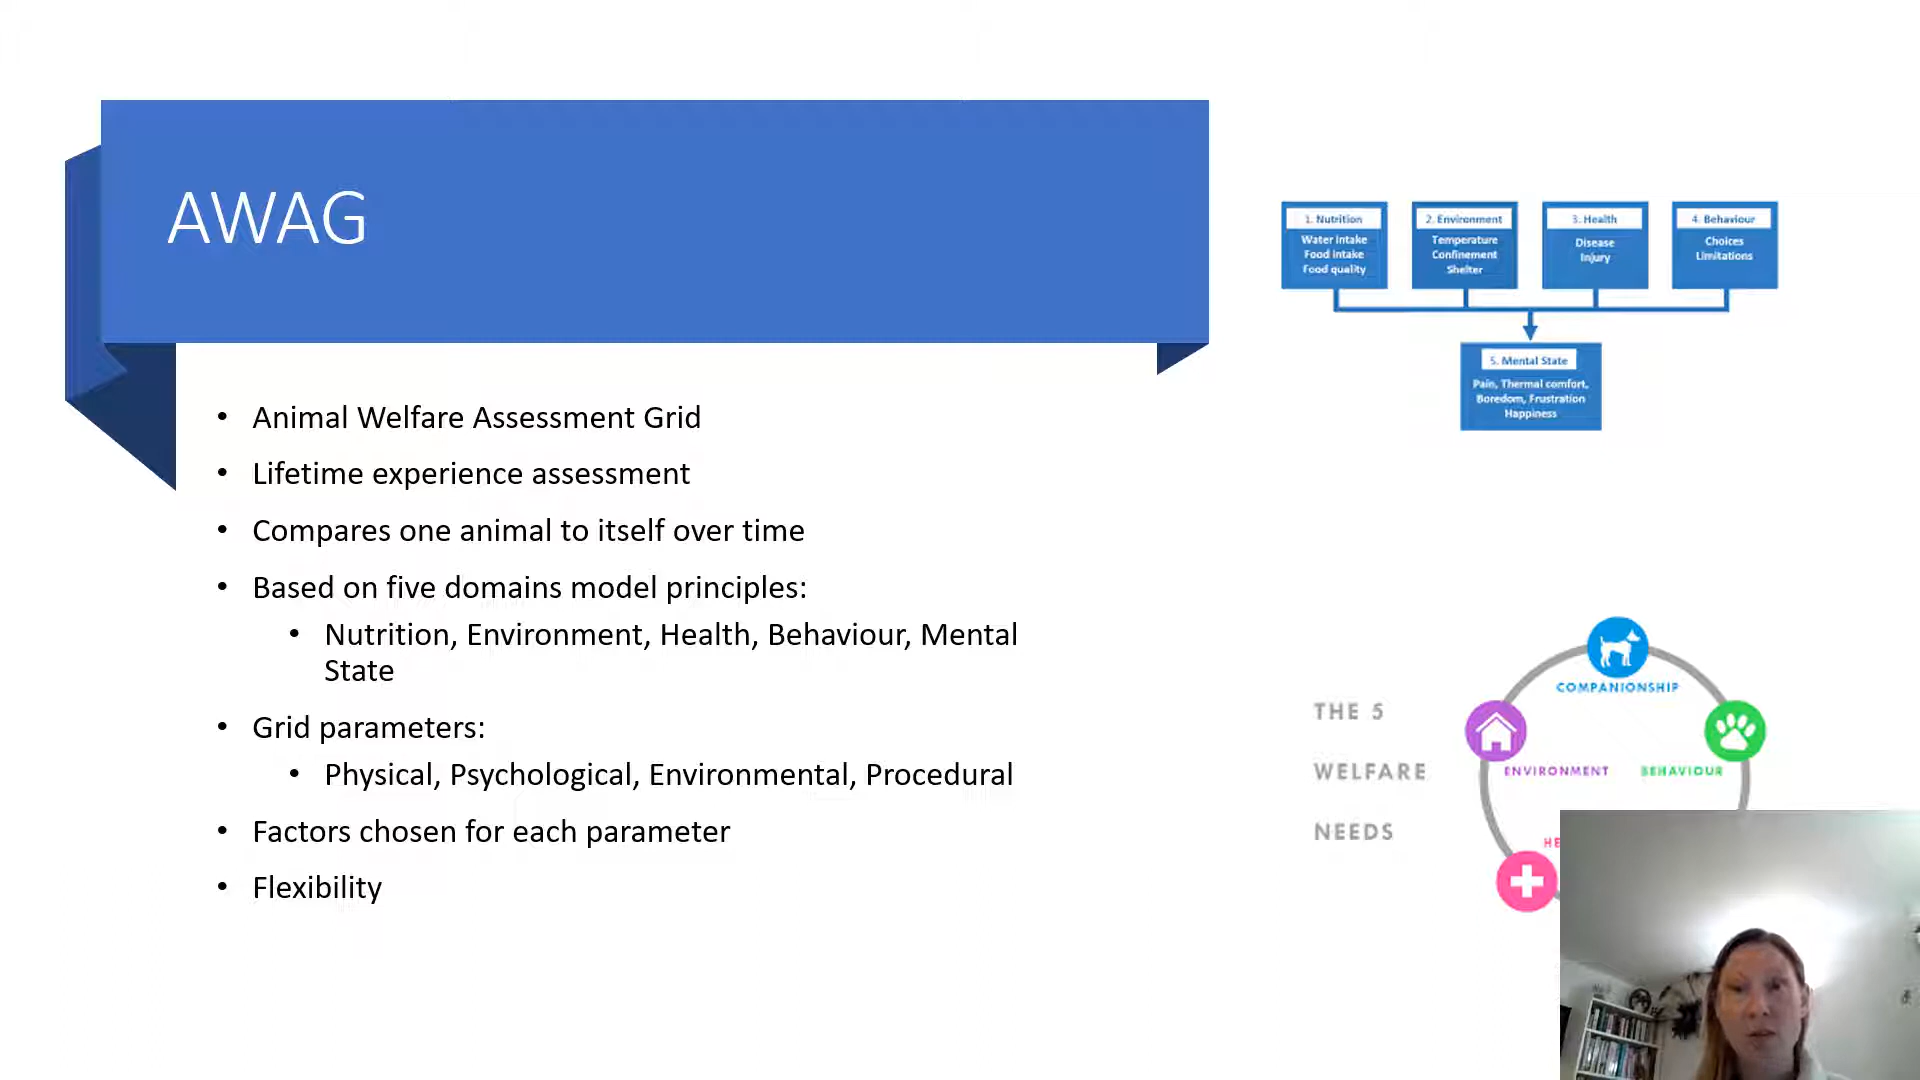 AWAG
• Animal Welfare Assessment Grid
• Lifetime experience assessment
• Compares one animal to itself over time
• Based on five domains model principles:
• Nutrition, Environment, Health, Behaviour, Mental
State
• Grid parameters:
• Physical, Psychological, Environmental, Procedural
• Factors chosen for each parameter
• Flexibility
1. Nutrition
Water intake
Food intake
Food quality
2. Environment
Temperature
Confinement
Shelter
3. Health
Disease
Injury
4. Behaviour
Choices
Limitations
5. Mental State
Pain, Thermal comfort,
Boredom, Frustration
Happiness
THE 5
WELFARE
NEEDS
COMPANIONSHIP
ENVIRONMENT
BEHAVIOUR